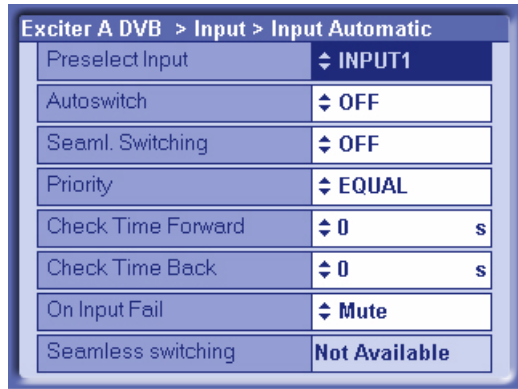 Exciter A DVB > Input > Input Automatic
Preselect Input INPUT1
Autoswitch OFF
Seaml. Switching OFF
Priority EQUAL
Check Time Forward 0 s
Check Time Back 0 s
On Input Fail Mute
Seamless switching Not Available